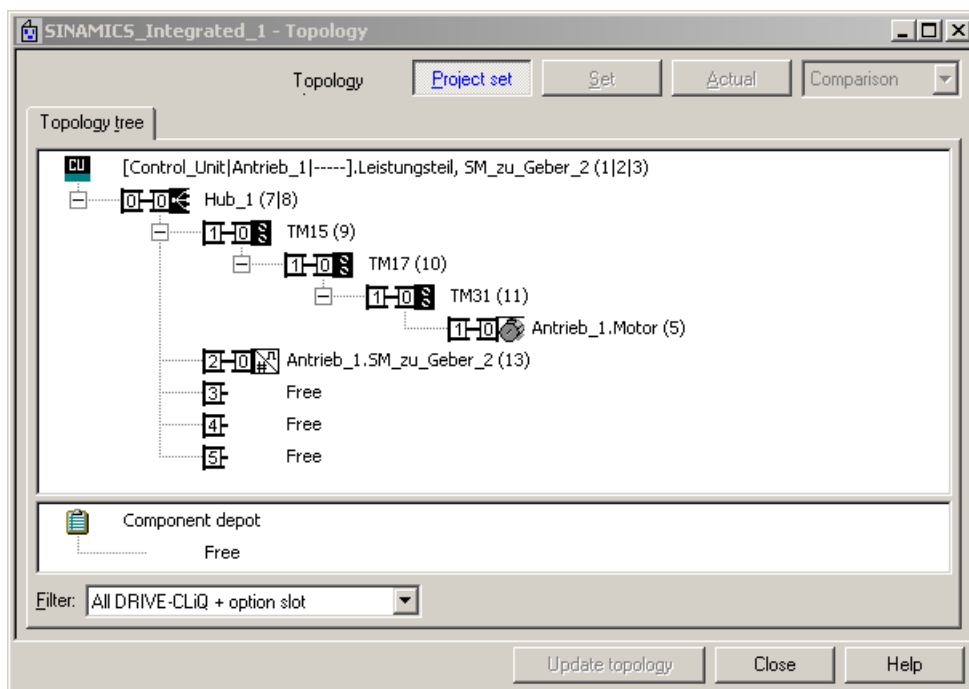 SINAMICS_Integrated_1 - Topology
Topology Project set Set Actual Comparison
Topology tree
CU [Control_Unit|Antrieb_1|-----].Leistungsteil, SM_zu_Geber_2 (1|2|3)
0 0 Hub_1 (7|8)
1 0 TM15 (9)
1 0 TM17 (10)
1 0 TM31 (11)
1 0 Antrieb_1.Motor (5)
2 0 # Antrieb_1.SM_zu_Geber_2 (13)
3 Free
4 Free
5 Free
Component depot
Free
Filter: All DRIVE-CLiQ + option slot
Update topology Close Help